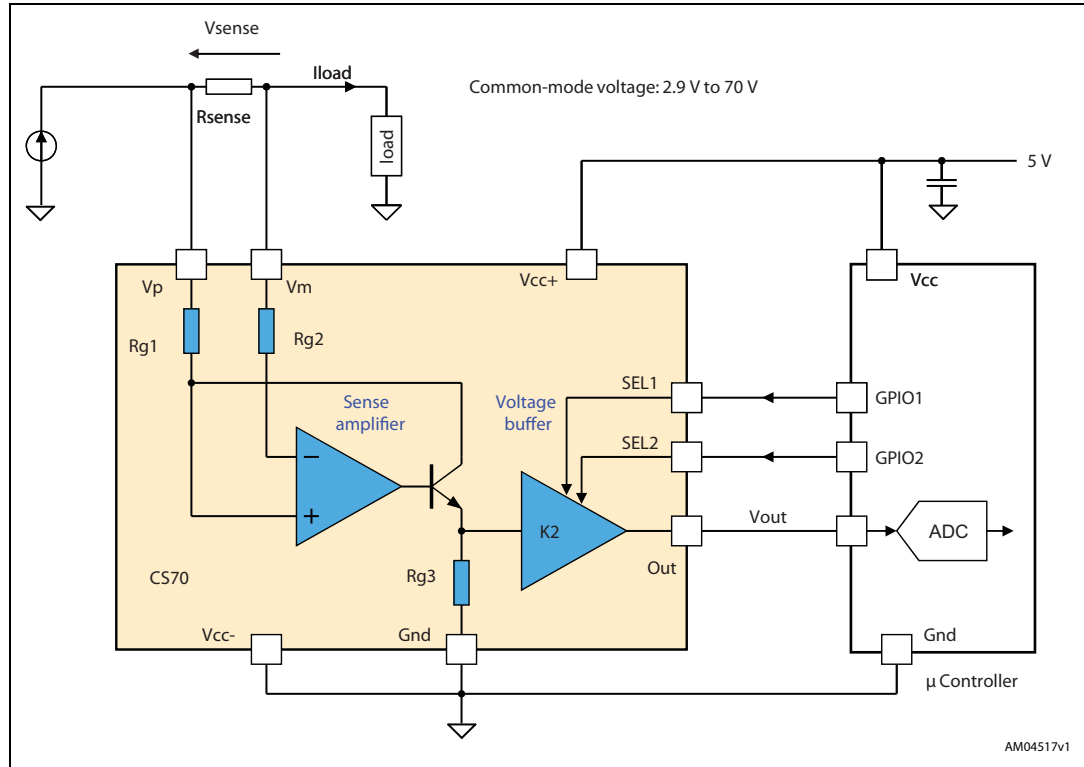 Vsense
Iload
Common-mode voltage: 2.9 V to 70 V
Rsense
load
5 V
Vp
Vm
Vcc+
Vcc
Rg1
Rg2
SEL1
GPIO1
Sense
amplifier
Voltage
buffer
SEL2
GPIO2
−
+
K2
Vout
ADC
Out
CS70
Rg3
Vcc-
Gnd
Gnd
µ Controller
AM04517v1